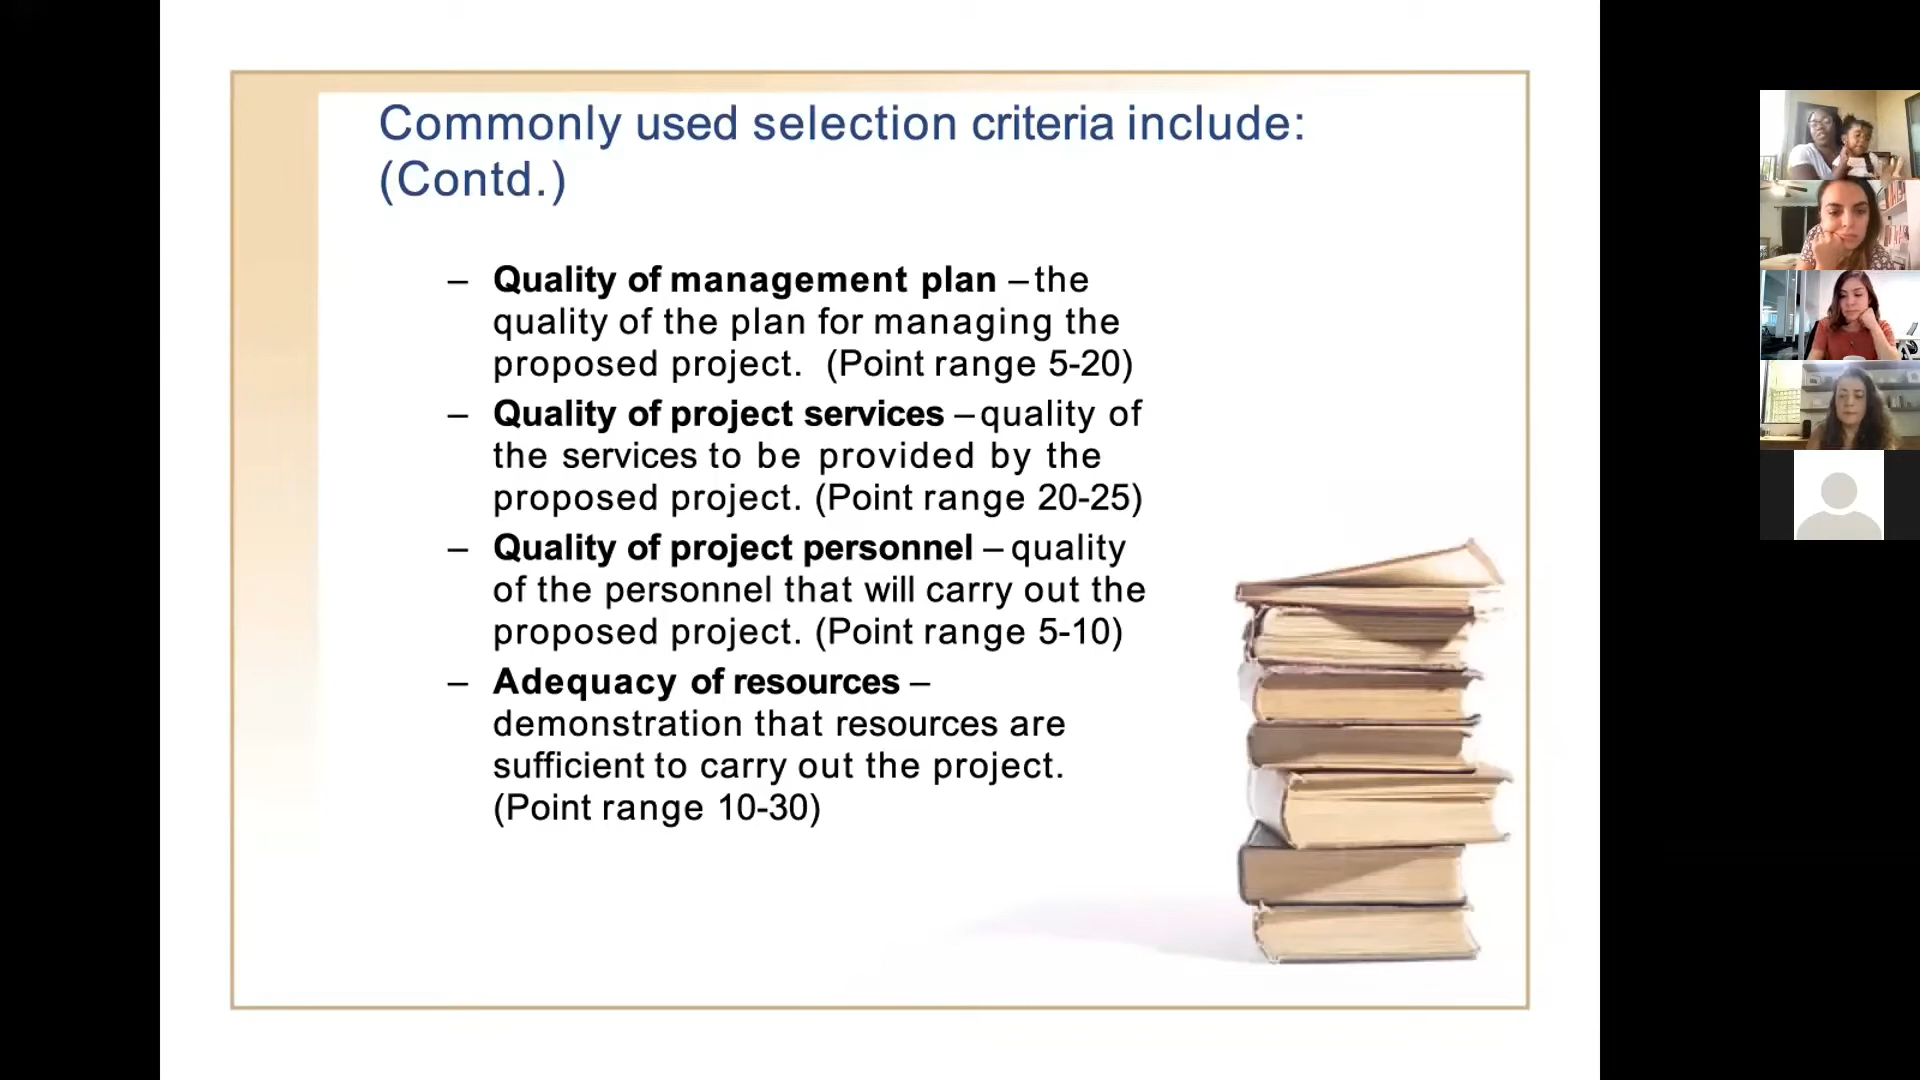 Commonly used selection criteria include:
(Contd.)
– Quality of management plan – the
quality of the plan for managing the
proposed project. (Point range 5-20)
– Quality of project services – quality of
the services to be provided by the
proposed project. (Point range 20-25)
– Quality of project personnel – quality
of the personnel that will carry out the
proposed project. (Point range 5-10)
– Adequacy of resources –
demonstration that resources are
sufficient to carry out the project.
(Point range 10-30)